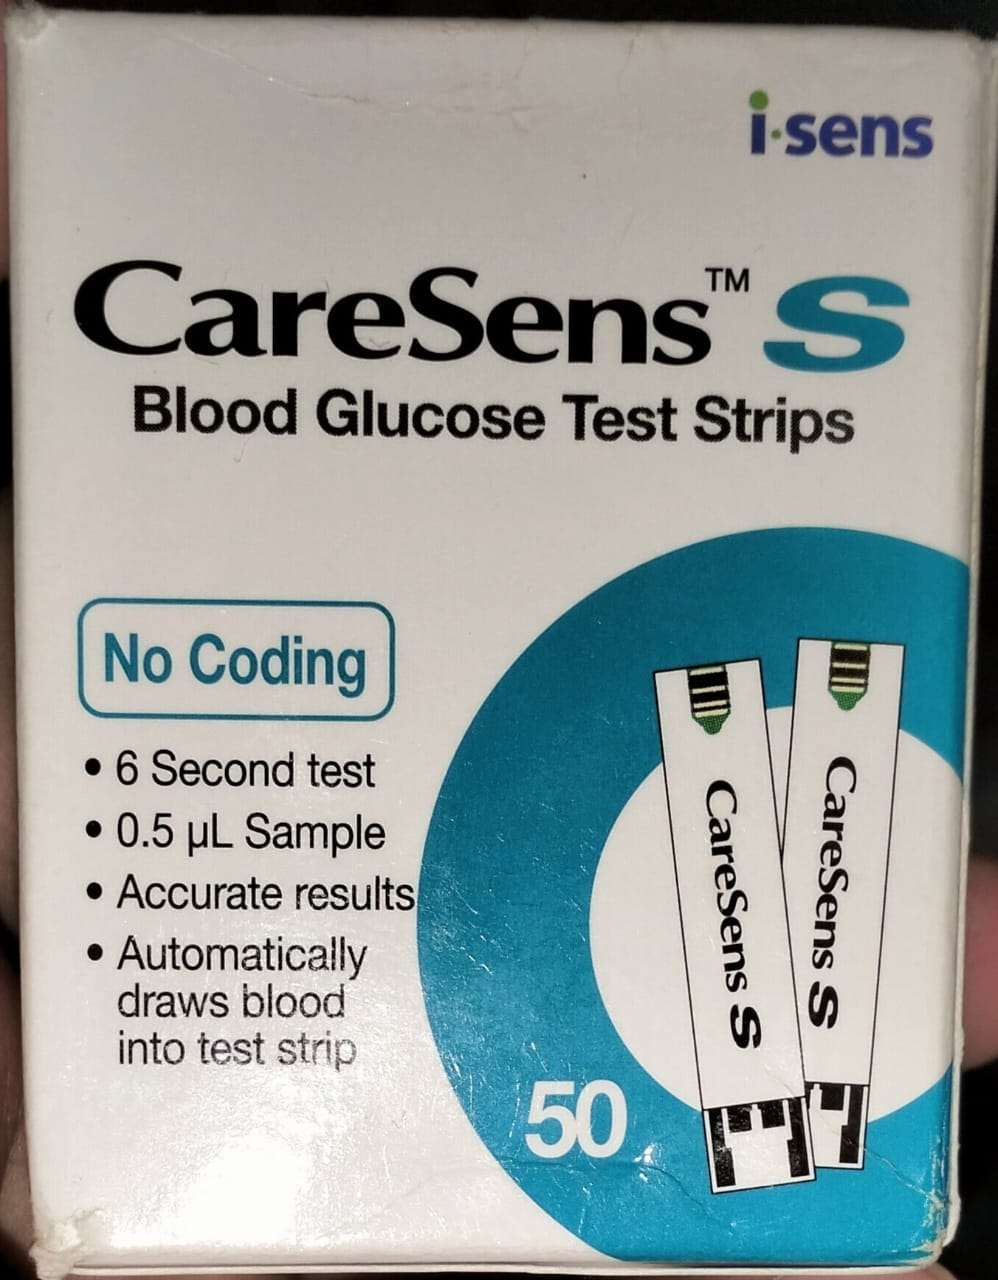 i·sens
CareSens™ S
Blood Glucose Test Strips
No Coding
• 6 Second test
• 0.5 µL Sample
• Accurate results
• Automatically
draws blood
into test strip
50
CareSens S
CareSens S